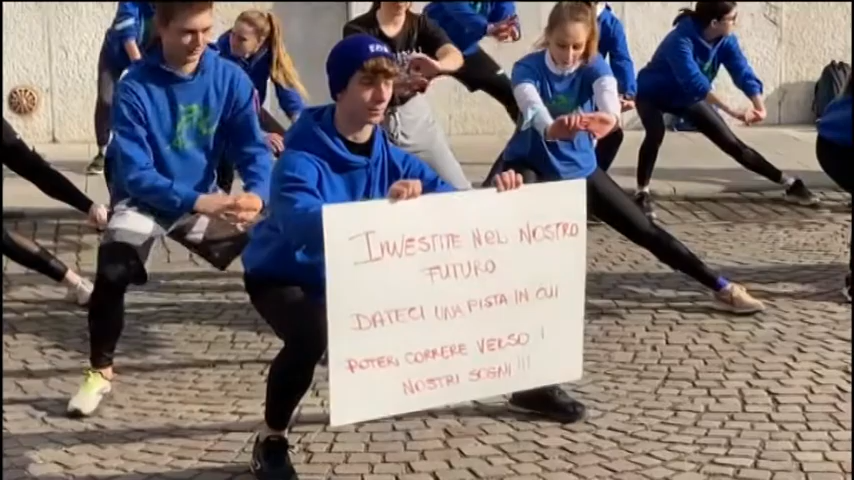 INVESTITE NEL NOSTRO
FUTURO
DATECI UNA PISTA IN CUI
POTER CORRERE VERSO I
NOSTRI SOGNI!!!